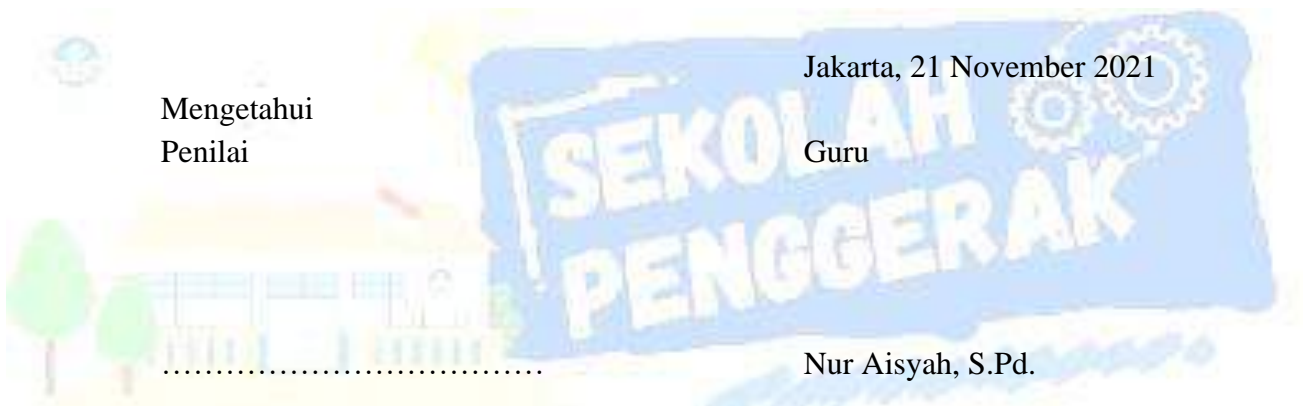 Jakarta, 21 November 2021
Mengetahui
Penilai Guru
SEKOLAH
PENGGERAK
……………………………… Nur Aisyah, S.Pd.